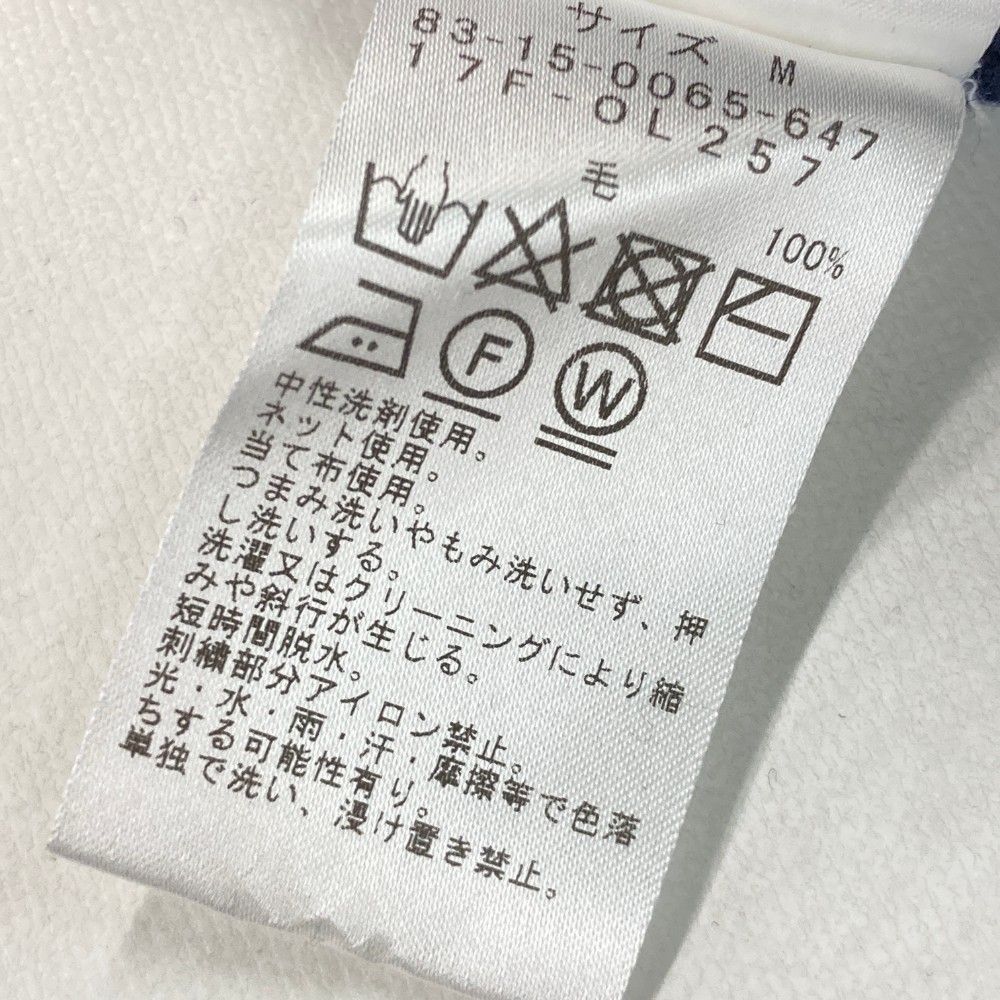 サイズ M
83-15-0065-647
17F-OL257
毛 100%
F
W
中性洗剤使用。
ネット使用。
当て布使用。
つまみ洗いやもみ洗いせず、押
し洗いする。
洗濯又はクリーニングにより縮
みや斜行が生じる。
短時間脱水。
刺繍部分アイロン禁止。
光・水・雨・汗・摩擦等で色落
ちする可能性有り。
単独で洗い、浸け置き禁止。